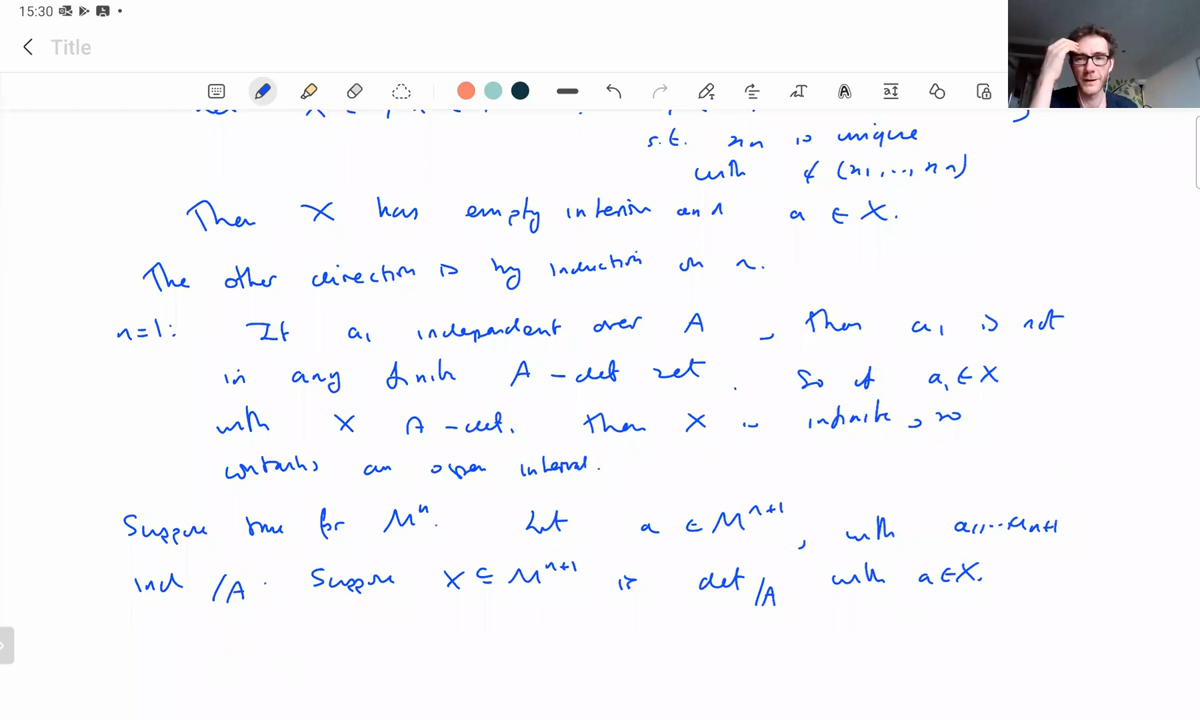 15:30
Title
s.t. xn is unique
with φ(x1,..., xn)
Then X has empty interior and a ∈ X.
The other direction is by induction on n.
n=1: If a1 independent over A, then a1 is not
in any finite A-def set. So if a1 ∈ X
with X A-def. then X is infinite, so
contains an open interval.
Suppose true for Mⁿ. Let a ∈ Mⁿ⁺¹, with a1...an+1
ind /A. Suppose X ⊆ Mⁿ⁺¹ is def /A with a∈X.